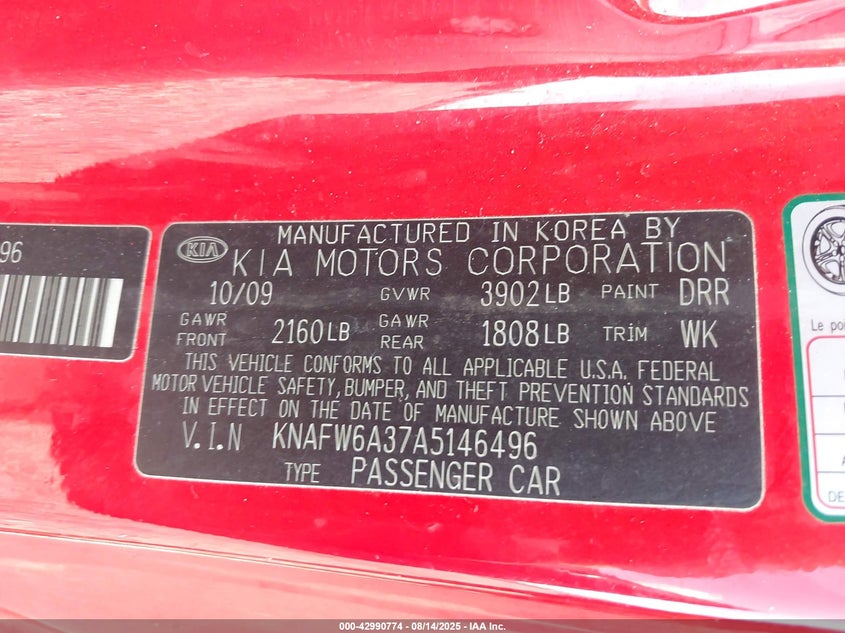 96
KIA
MANUFACTURED IN KOREA BY
KIA MOTORS CORPORATION
10/09 GVWR 3902LB PAINT DRR
GAWR FRONT 2160LB GAWR REAR 1808LB TRIM WK
THIS VEHICLE CONFORMS TO ALL APPLICABLE U.S.A. FEDERAL
MOTOR VEHICLE SAFETY, BUMPER, AND THEFT PREVENTION STANDARDS
IN EFFECT ON THE DATE OF MANUFACTURE SHOWN ABOVE
V.I.N KNAFW6A37A5146496
TYPE PASSENGER CAR
Le
A
DE
000-42990774 | 08/14/2025 | IAA Inc.